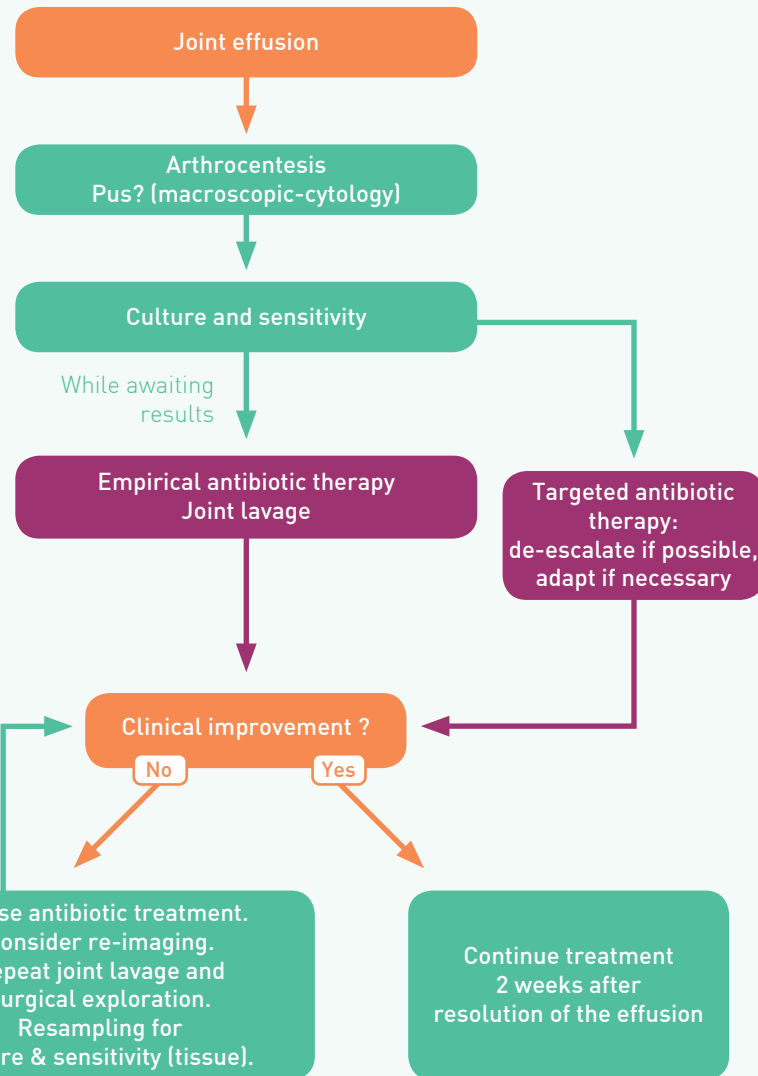 Joint effusion
Arthrocentesis
Pus? (macroscopic-cytology)
Culture and sensitivity
While awaiting
results
Empirical antibiotic therapy
Joint lavage
Targeted antibiotic
therapy:
de-escalate if possible,
adapt if necessary
Clinical improvement ?
No
Yes
antibiotic treatment.
re-imaging.
joint lavage and
exploration.
Resampling for
& sensitivity (tissue).
Continue treatment
2 weeks after
resolution of the effusion